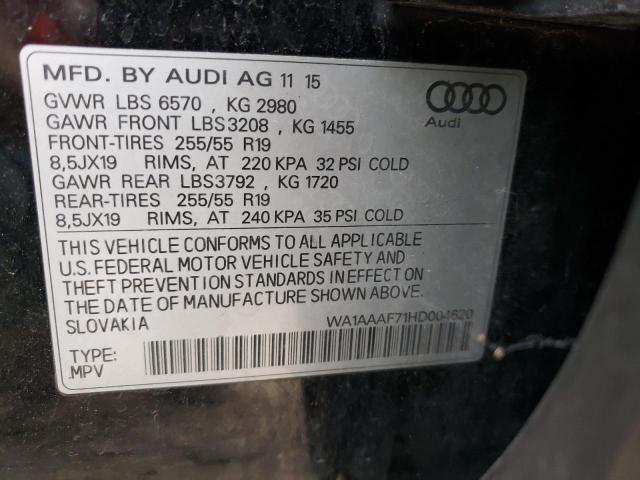 MFD. BY AUDI AG 11 15
GVWR LBS 6570 , KG 2980
GAWR FRONT LBS3208 , KG 1455
FRONT-TIRES 255/55 R19
8,5JX19 RIMS, AT 220 KPA 32 PSI COLD
GAWR REAR LBS3792 , KG 1720
REAR-TIRES 255/55 R19
8,5JX19 RIMS, AT 240 KPA 35 PSI COLD
Audi
THIS VEHICLE CONFORMS TO ALL APPLICABLE
U.S. FEDERAL MOTOR VEHICLE SAFETY AND
THEFT PREVENTION STANDARDS IN EFFECT ON
THE DATE OF MANUFACTURE SHOWN ABOVE.
SLOVAKIA WA1AAAF71HD004620
TYPE:
MPV